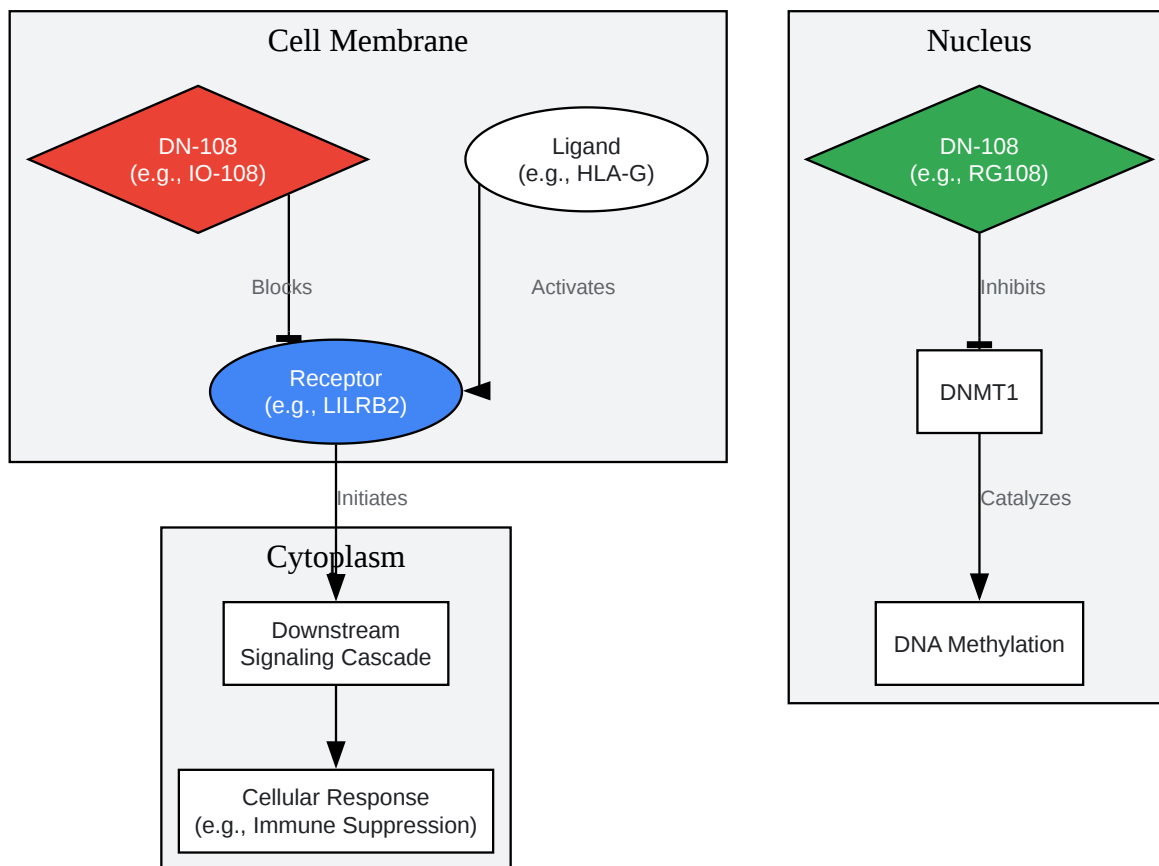 Cell Membrane
DN-108
(e.g., IO-108)
Ligand
(e.g., HLA-G)
Blocks
Activates
Receptor
(e.g., LILRB2)
Initiates
Cytoplasm
Downstream
Signaling Cascade
Cellular Response
(e.g., Immune Suppression)
Nucleus
DN-108
(e.g., RG108)
Inhibits
DNMT1
Catalyzes
DNA Methylation